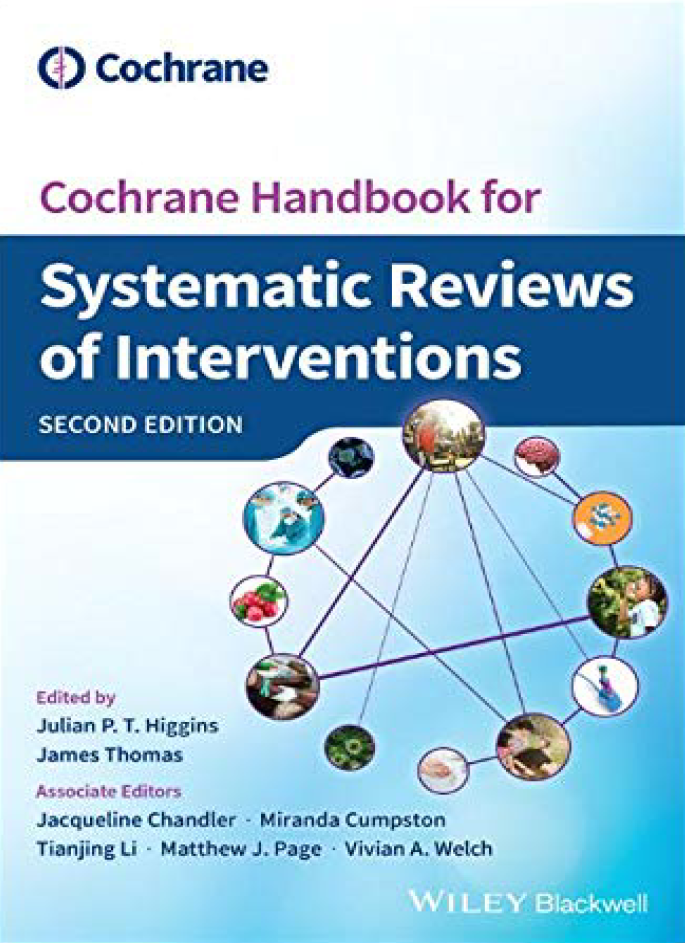 Cochrane
Cochrane Handbook for
Systematic Reviews
of Interventions
SECOND EDITION
Edited by
Julian P. T. Higgins
James Thomas
Associate Editors
Jacqueline Chandler · Miranda Cumpston
Tianjing Li · Matthew J. Page · Vivian A. Welch
WILEY Blackwell